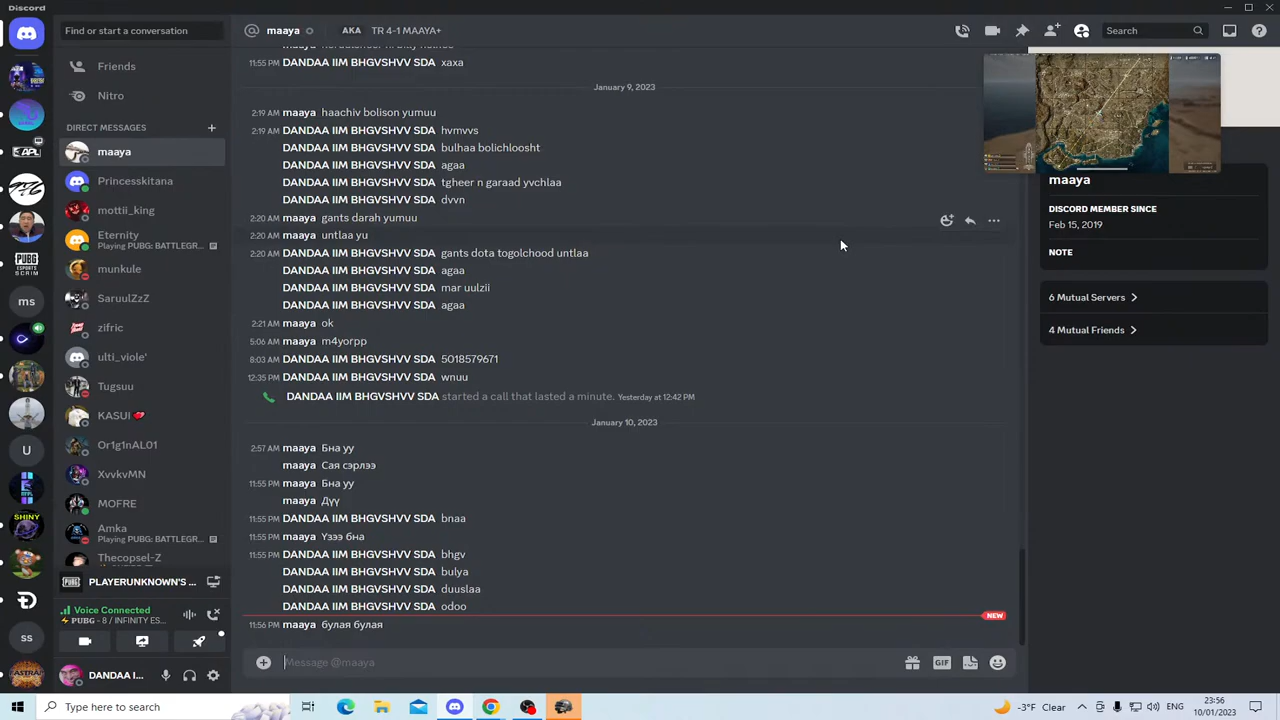 Discord
Find or start a conversation
Friends
Nitro
DIRECT MESSAGES
maaya
Princesskitana
mottii_king
Eternity
Playing PUBG: BATTLEGR...
munkule
SaruulZzZ
zifric
ulti_viole'
Tugsuu
KASUI
Or1g1nAL01
XvvkvMN
MOFRE
Amka
Playing PUBG: BATTLEGR...
Thecopsel-Z
PLAYERUNKNOWN'S ...
Voice Connected
PUBG - 8 / INFINITY ES...
DANDAA I...
DPL
PUBG ESPORTS SCRIM
ms
U
SHINY
ss
maaya AKA TR 4-1 MAAYA+
Search
11:55 PM DANDAA IIM BHGVSHVV SDA xaxa
January 9, 2023
2:19 AM maaya haachiv bolison yumuu
2:19 AM DANDAA IIM BHGVSHVV SDA hvmvvs
DANDAA IIM BHGVSHVV SDA bulhaa bolichloosht
DANDAA IIM BHGVSHVV SDA agaa
DANDAA IIM BHGVSHVV SDA tgheer n garaad yvchlaa
DANDAA IIM BHGVSHVV SDA dvvn
2:20 AM maaya gants darah yumuu
2:20 AM maaya untlaa yu
2:20 AM DANDAA IIM BHGVSHVV SDA gants dota togolchood untlaa
DANDAA IIM BHGVSHVV SDA agaa
DANDAA IIM BHGVSHVV SDA mar uulzii
DANDAA IIM BHGVSHVV SDA agaa
2:21 AM maaya ok
5:06 AM maaya m4yorpp
8:03 AM DANDAA IIM BHGVSHVV SDA 5018579671
12:35 PM DANDAA IIM BHGVSHVV SDA wnuu
DANDAA IIM BHGVSHVV SDA started a call that lasted a minute. Yesterday at 12:42 PM
January 10, 2023
2:57 AM maaya Бна уу
maaya Сая сэрлээ
11:55 PM maaya Бна уу
maaya Дүү
11:55 PM DANDAA IIM BHGVSHVV SDA bnaa
11:55 PM maaya Үзээ бна
11:55 PM DANDAA IIM BHGVSHVV SDA bhgv
DANDAA IIM BHGVSHVV SDA bulya
DANDAA IIM BHGVSHVV SDA duuslaa
DANDAA IIM BHGVSHVV SDA odoo
NEW
11:56 PM maaya булая булая
Message @maaya
GIF
maaya
DISCORD MEMBER SINCE
Feb 15, 2019
NOTE
6 Mutual Servers
4 Mutual Friends
Type here to search
-3°F Clear
ENG
23:56
10/01/2023